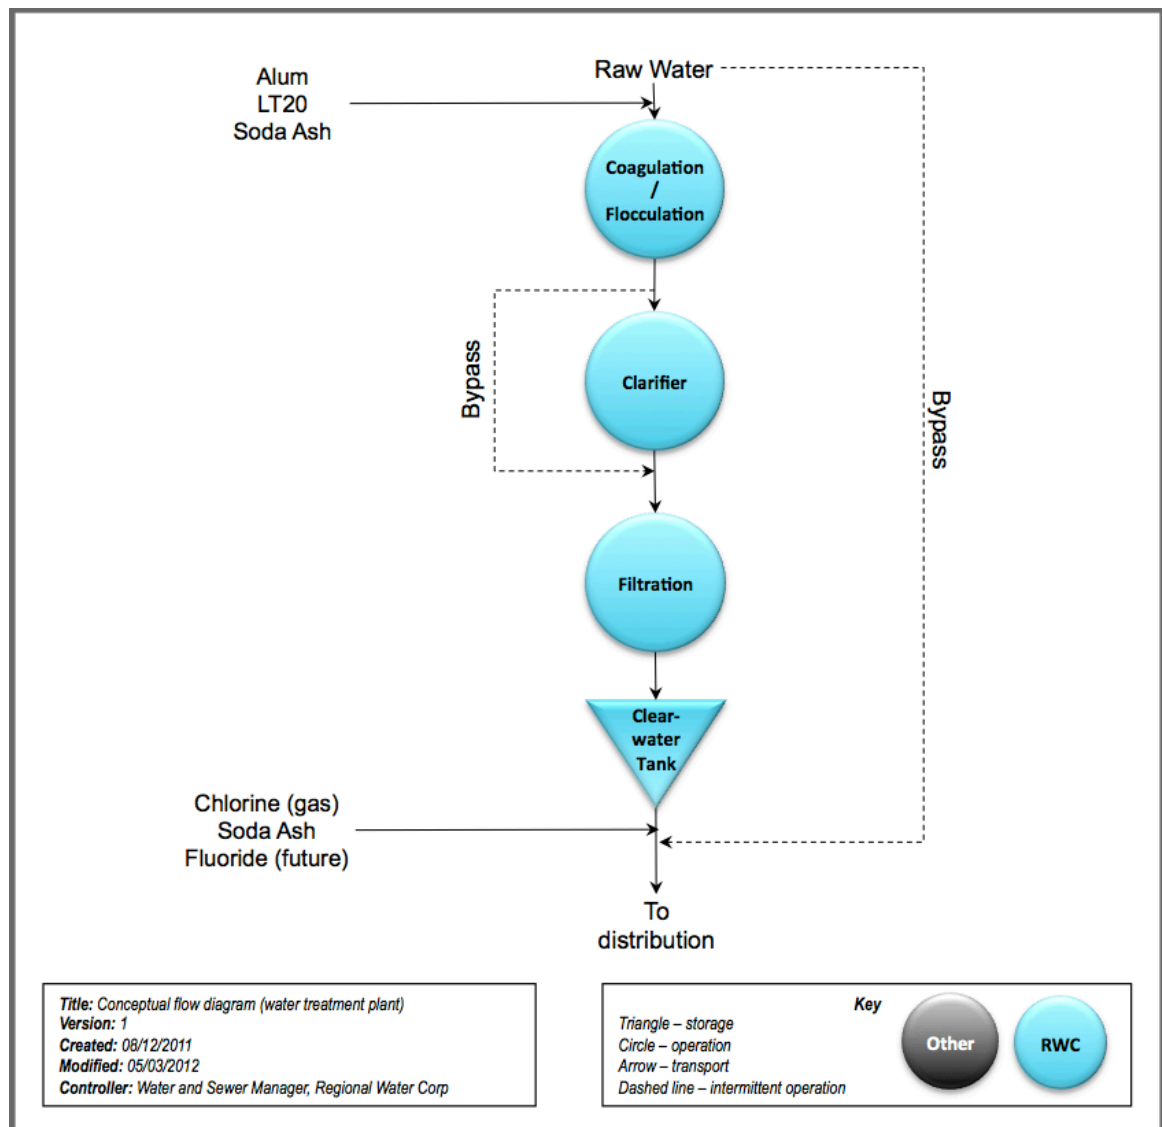 Raw Water
Alum
LT20
Soda Ash
Coagulation
/
Flocculation
Bypass
Clarifier
Bypass
Filtration
Clear-
water
Tank
Chlorine (gas)
Soda Ash
Fluoride (future)
To
distribution
Title: Conceptual flow diagram (water treatment plant)
Version: 1
Created: 08/12/2011
Modified: 05/03/2012
Controller: Water and Sewer Manager, Regional Water Corp
Key
Triangle – storage
Circle – operation
Arrow – transport
Dashed line – intermittent operation
Other
RWC